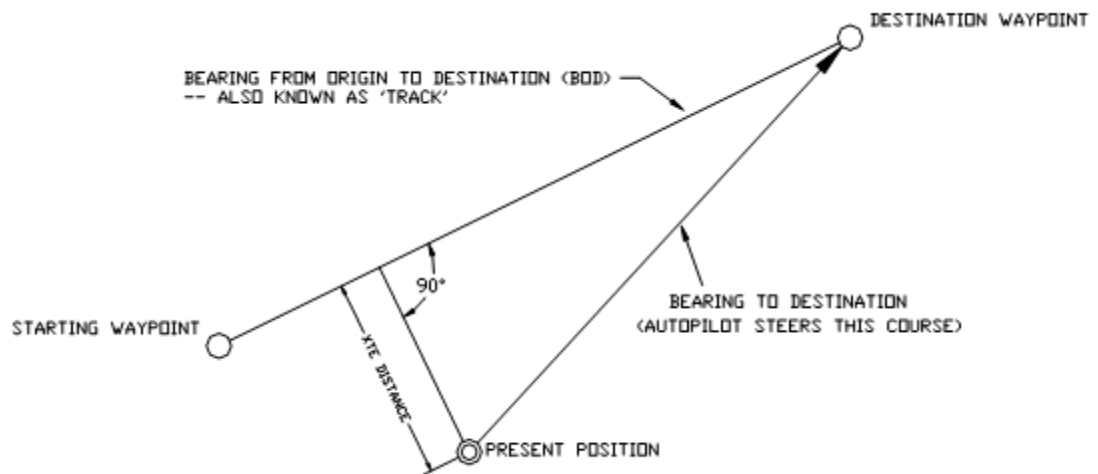 DESTINATION WAYPOINT
BEARING FROM ORIGIN TO DESTINATION (BOD)
-- ALSO KNOWN AS 'TRACK'
90°
BEARING TO DESTINATION
(AUTOPILOT STEERS THIS COURSE)
STARTING WAYPOINT
XTE DISTANCE
PRESENT POSITION